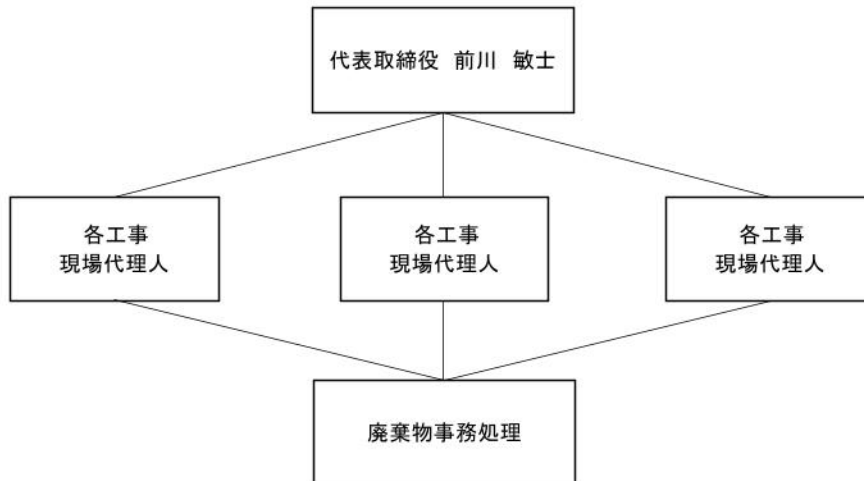 代表取締役　前川　敏士
各工事
現場代理人
各工事
現場代理人
各工事
現場代理人
廃棄物事務処理